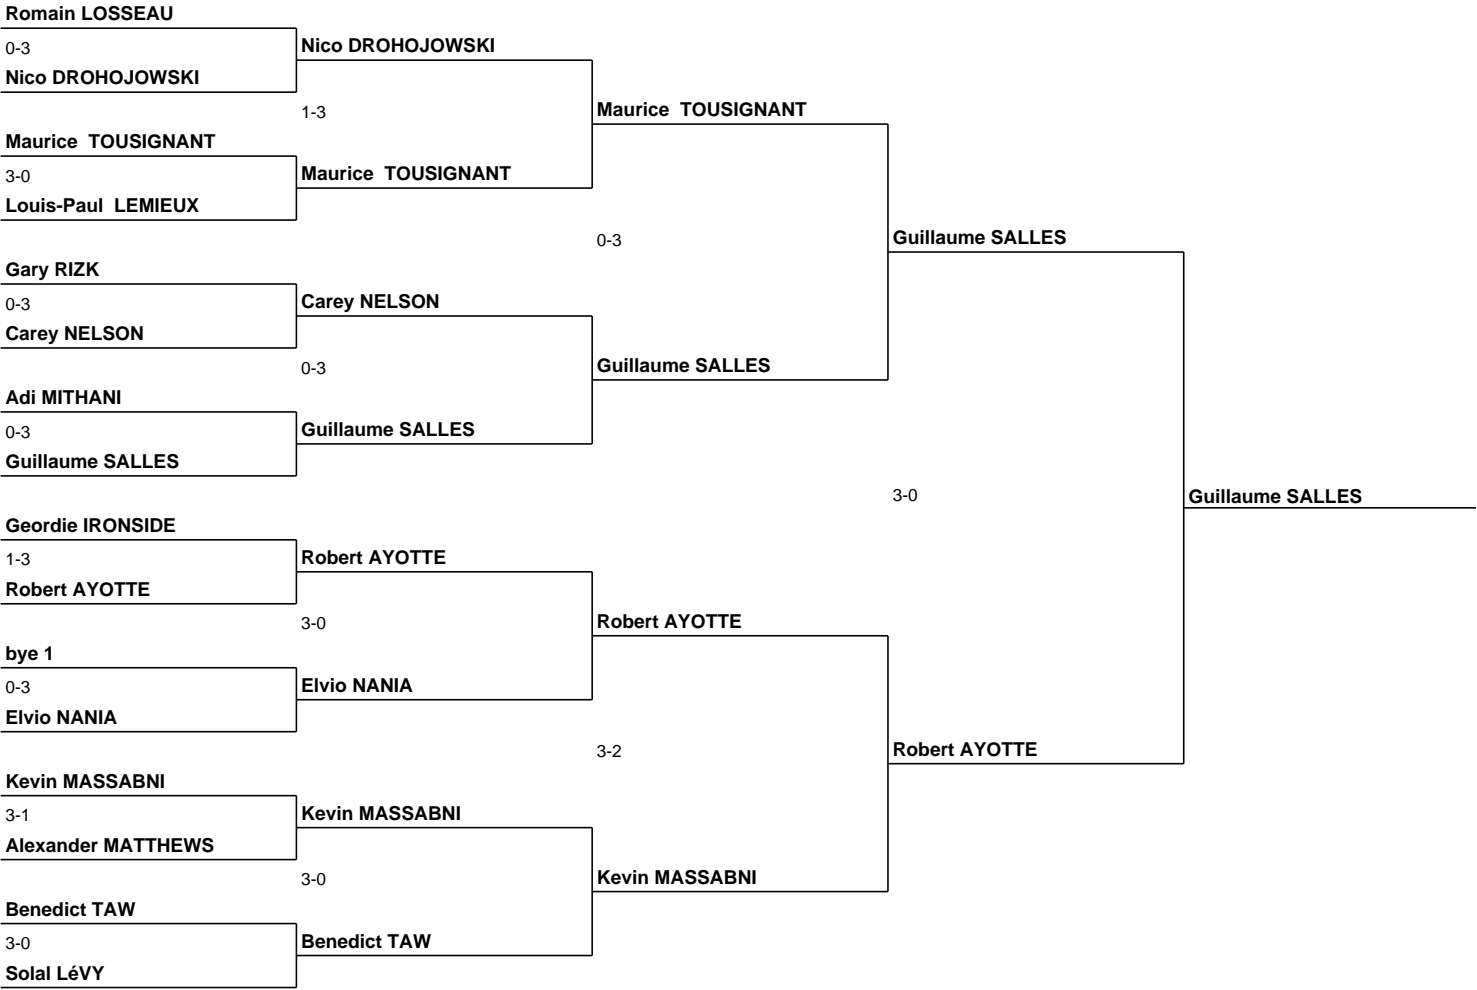 Romain LOSSEAU
0-3
Nico DROHOJOWSKI
Nico DROHOJOWSKI
1-3
Maurice  TOUSIGNANT
Maurice  TOUSIGNANT
3-0
Maurice  TOUSIGNANT
Louis-Paul  LEMIEUX
0-3
Guillaume SALLES
Gary RIZK
0-3
Carey NELSON
Carey NELSON
0-3
Guillaume SALLES
Adi MITHANI
0-3
Guillaume SALLES
Guillaume SALLES
3-0
Guillaume SALLES
Geordie IRONSIDE
1-3
Robert AYOTTE
Robert AYOTTE
3-0
Robert AYOTTE
bye 1
0-3
Elvio NANIA
Elvio NANIA
3-2
Robert AYOTTE
Kevin MASSABNI
3-1
Kevin MASSABNI
Alexander MATTHEWS
3-0
Kevin MASSABNI
Benedict TAW
3-0
Benedict TAW
Solal LéVY